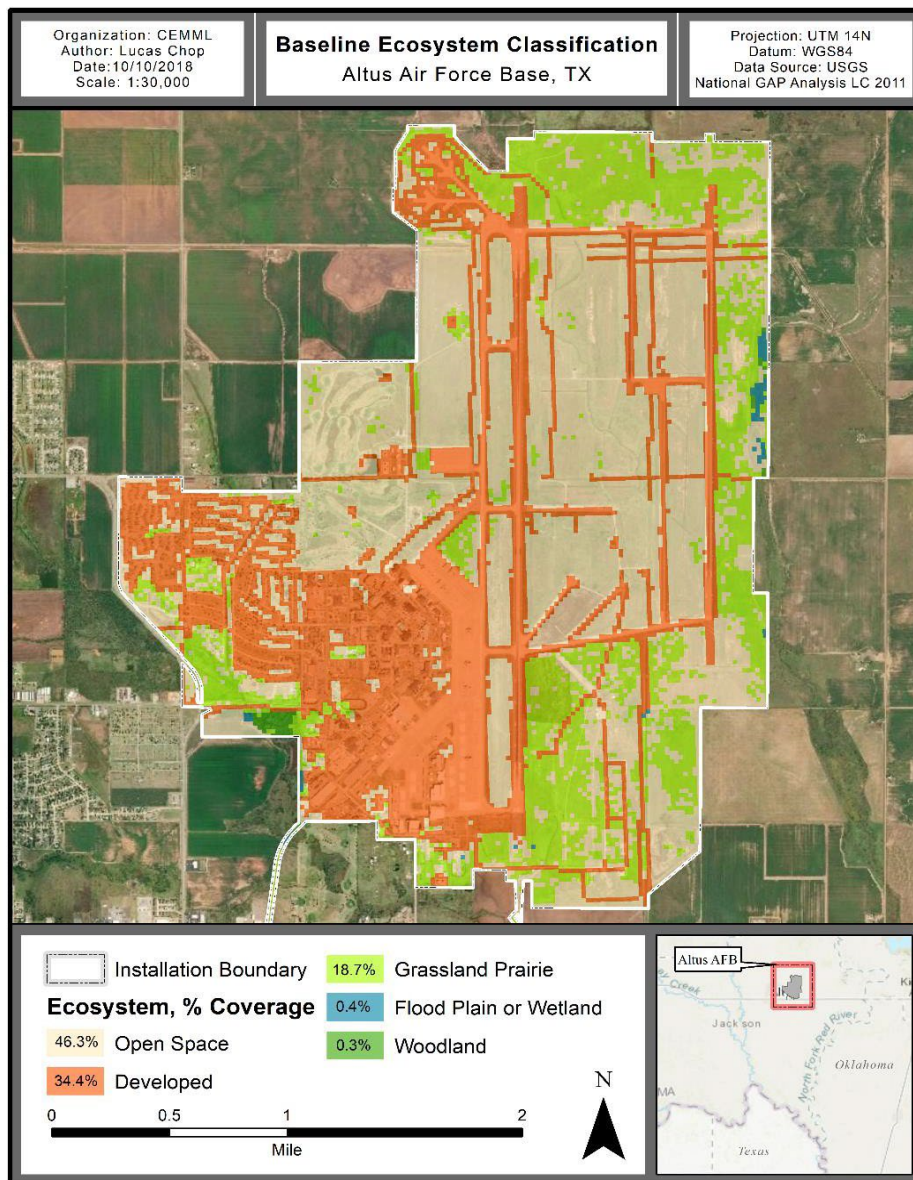 Organization: CEMML
Author: Lucas Chop
Date:10/10/2018
Scale: 1:30,000
Baseline Ecosystem Classification
Altus Air Force Base, TX
Projection: UTM 14N
Datum: WGS84
Data Source: USGS
National GAP Analysis LC 2011
Installation Boundary
Ecosystem, % Coverage
46.3% Open Space
34.4% Developed
18.7% Grassland Prairie
0.4% Flood Plain or Wetland
0.3% Woodland
0 0.5 1 2
Mile
N
Altus AFB
Creek
Jackson
North Fork Red River
Oklahoma
Texas